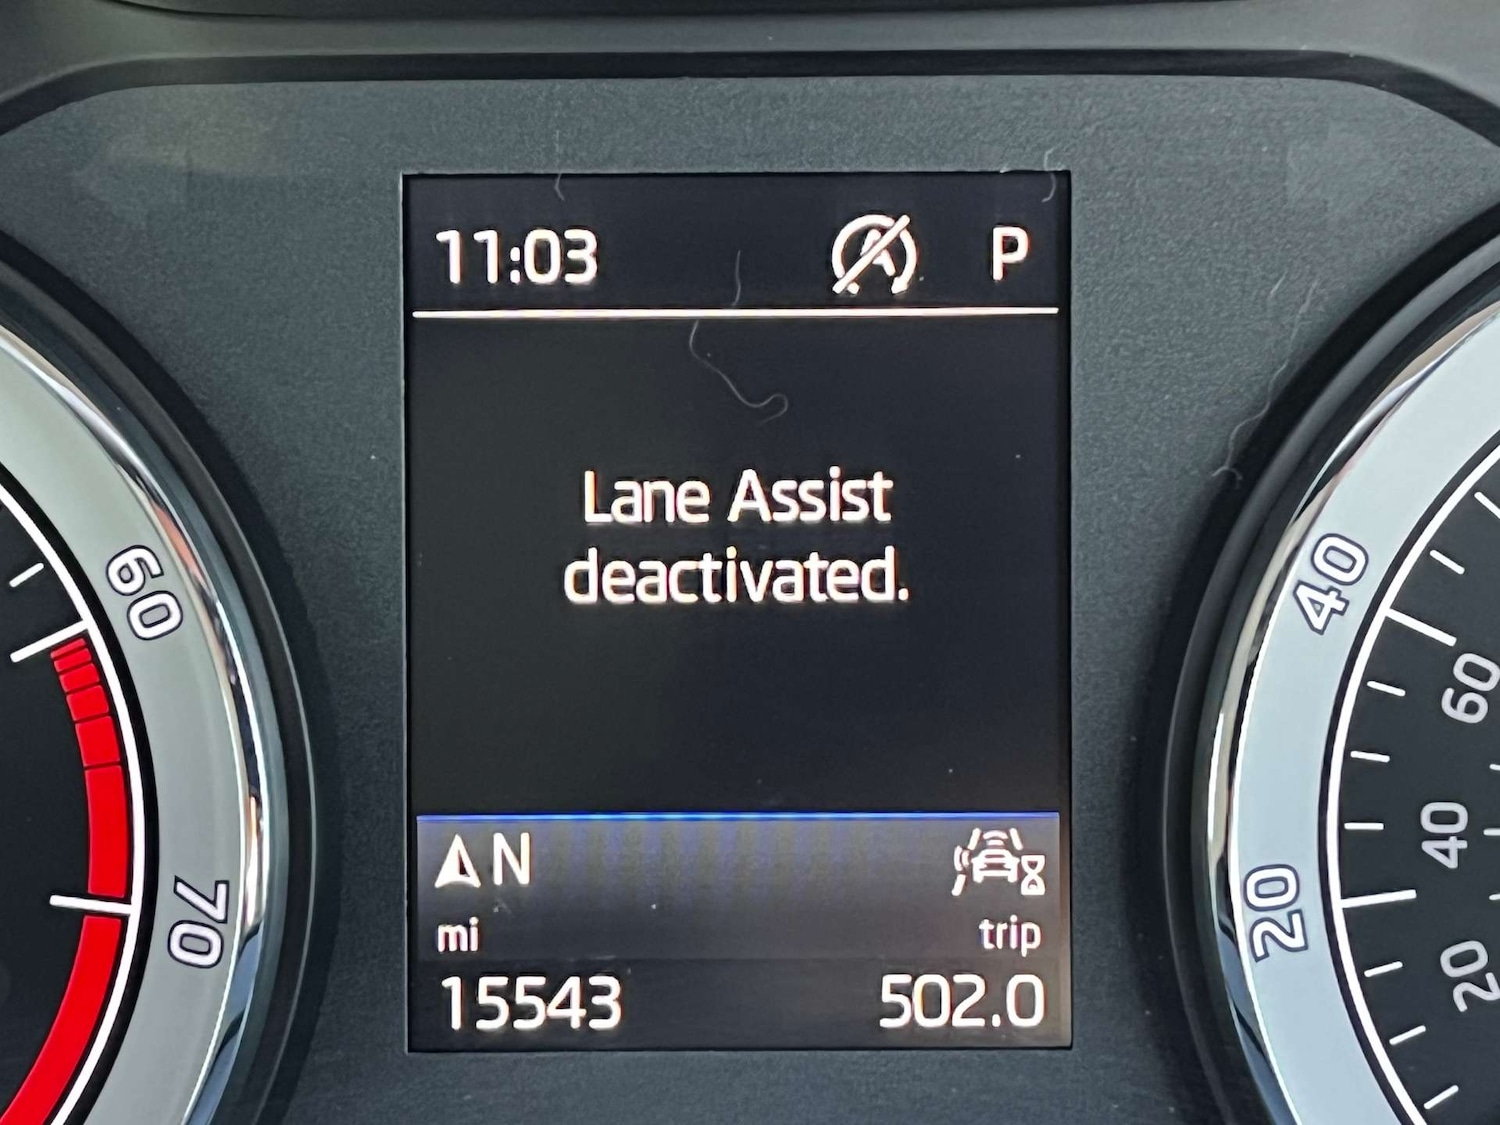 11:03 P
Lane Assist
deactivated.
N
mi trip
15543 502.0
60
70
40
20
60
40
20